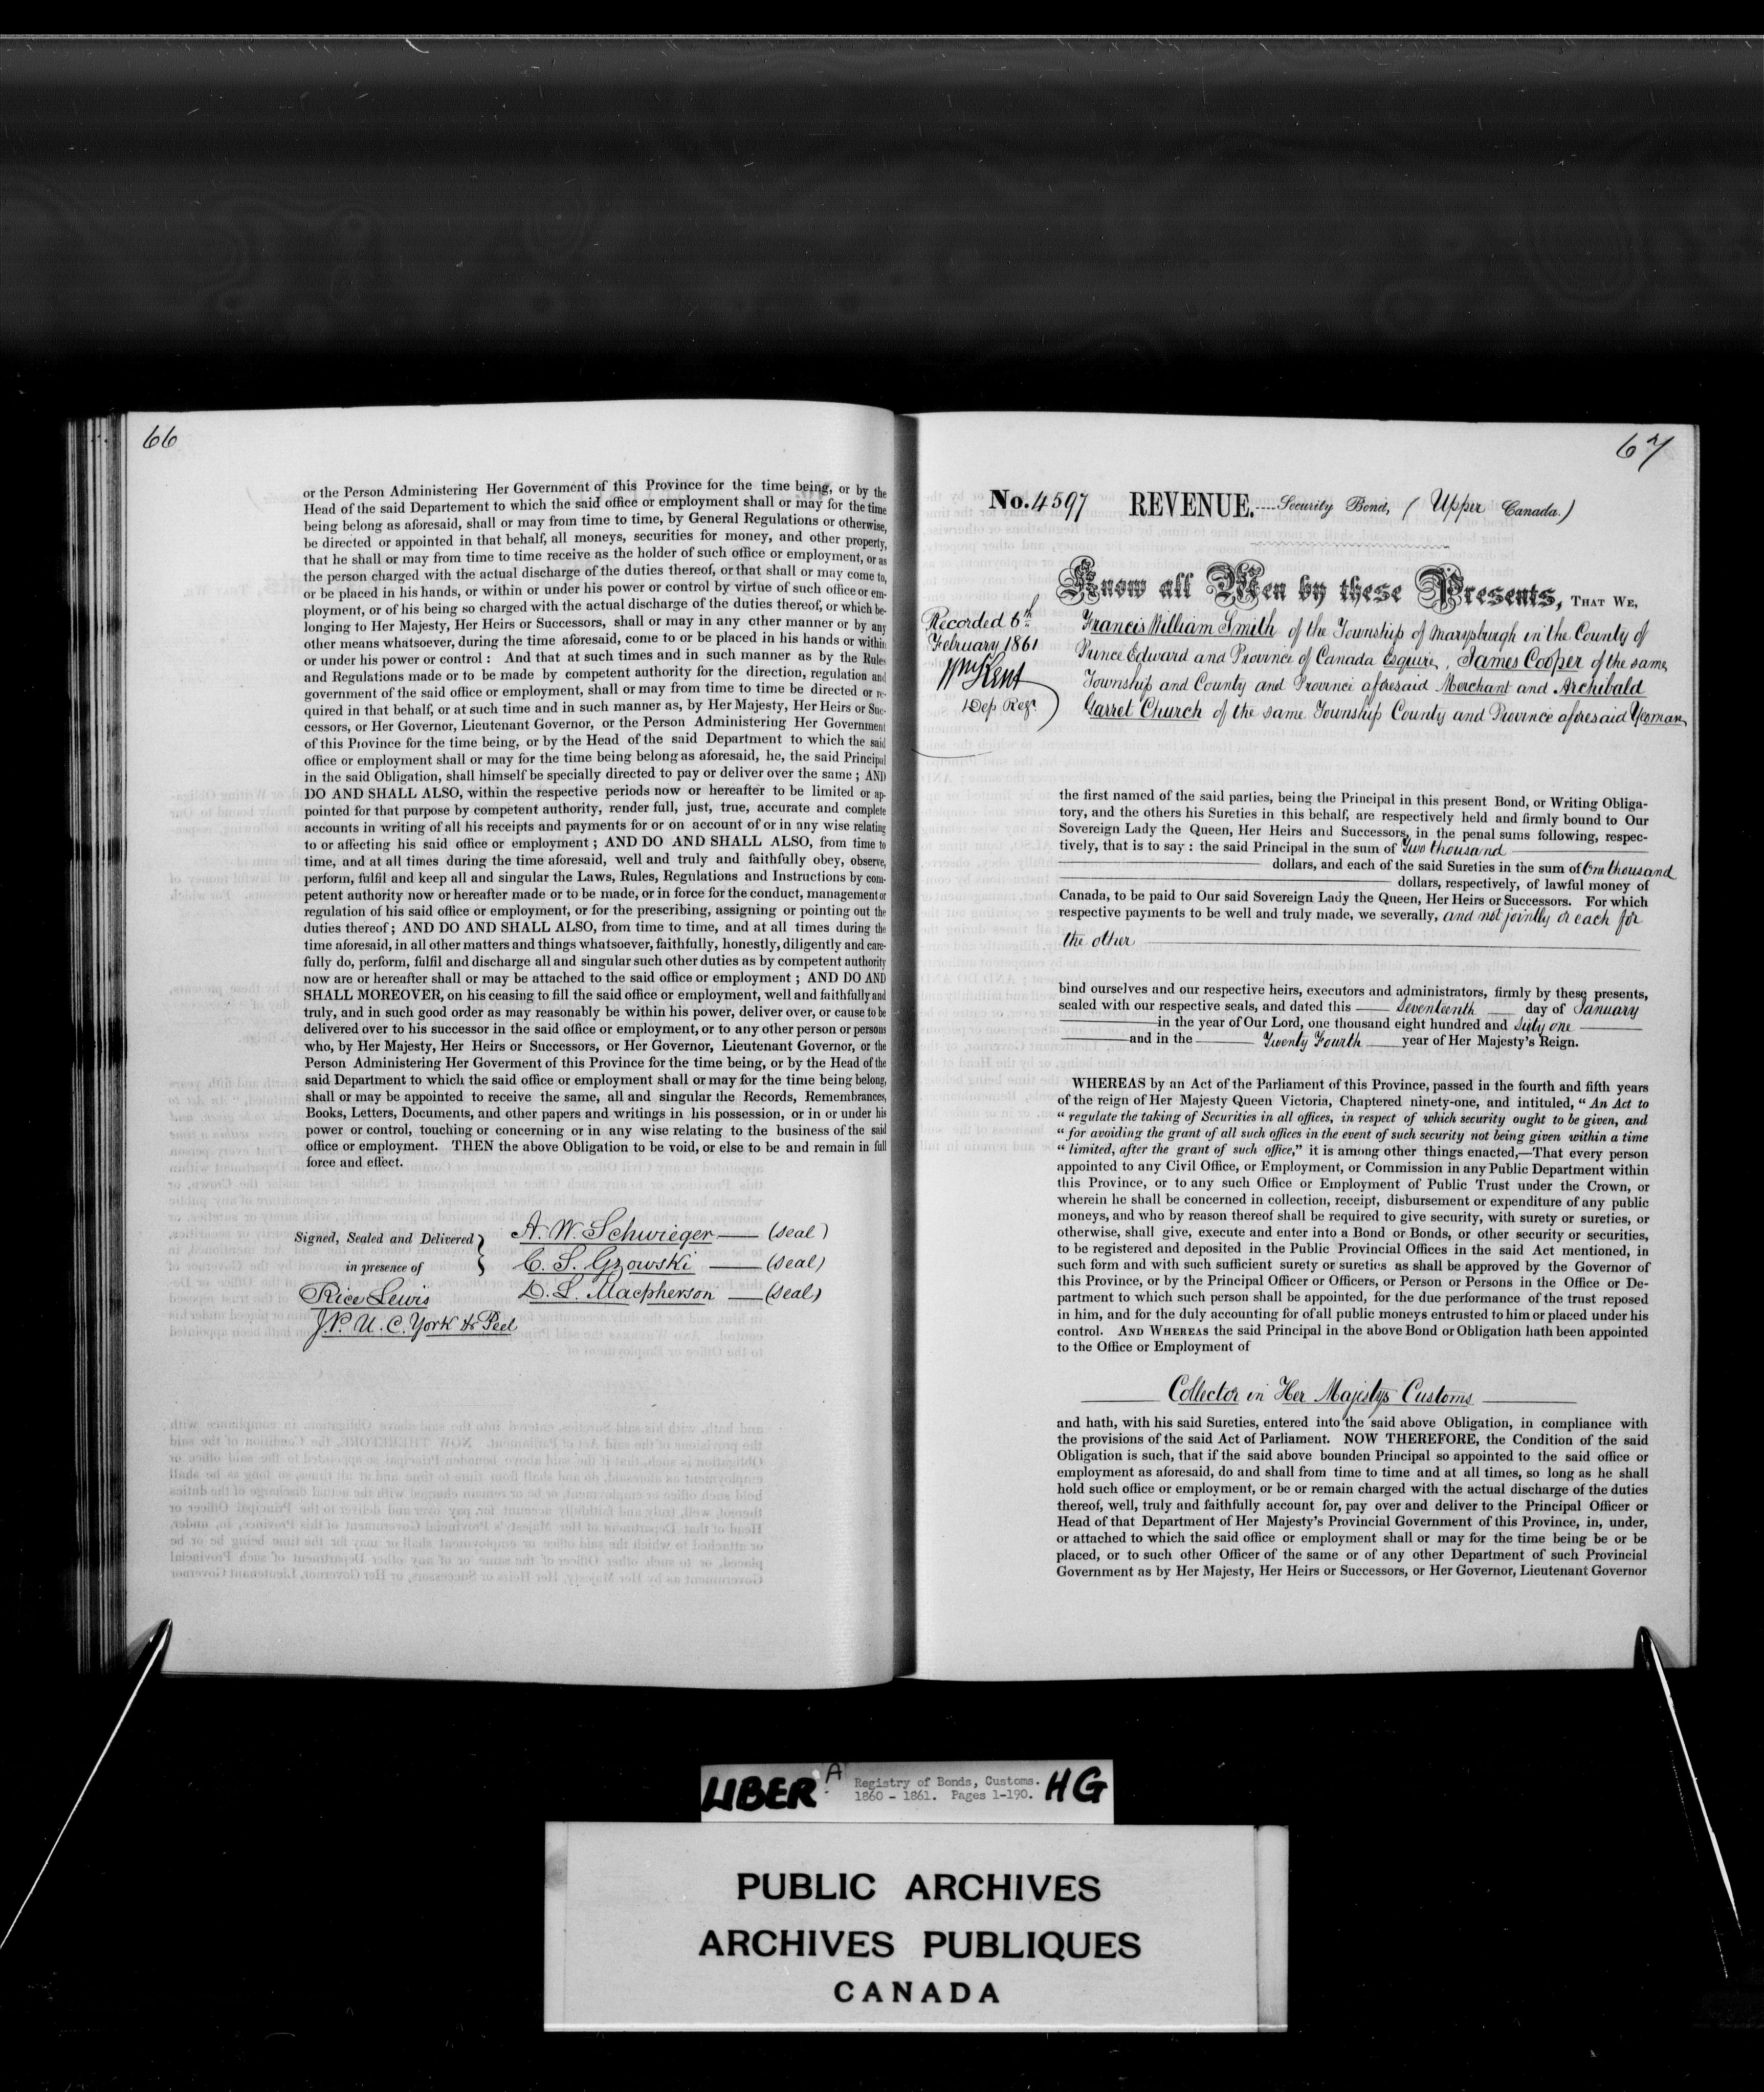 66
or the Person Administering Her Government of this Province for the time being, or by the
Head of the said Departement to which the said office or employment shall or may for the time
being belong as aforesaid, shall or may from time to time, by General Regulations or otherwise,
be directed or appointed in that behalf, all moneys, securities for money, and other property,
that he shall or may from time to time receive as the holder of such office or employment, or as
the person charged with the actual discharge of the duties thereof, or that shall or may come to,
or be placed in his hands, or within or under his power or control by virtue of such office or em-
ployment, or of his being so charged with the actual discharge of the duties thereof, or which be-
longing to Her Majesty, Her Heirs or Successors, shall or may in any other manner or by any
other means whatsoever, during the time aforesaid, come to or be placed in his hands or within
or under his power or control : And that at such times and in such manner as by the Rules
and Regulations made or to be made by competent authority for the direction, regulation and
government of the said office or employment, shall or may from time to time be directed or re-
quired in that behalf, or at such time and in such manner as, by Her Majesty, Her Heirs or Suc-
cessors, or Her Governor, Lieutenant Governor, or the Person Administering Her Government
of this Province for the time being, or by the Head of the said Department to which the said
office or employment shall or may for the time being belong as aforesaid, he, the said Principal
in the said Obligation, shall himself be specially directed to pay or deliver over the same ; AND
DO AND SHALL ALSO, within the respective periods now or hereafter to be limited or ap-
pointed for that purpose by competent authority, render full, just, true, accurate and complete
accounts in writing of all his receipts and payments for or on account of or in any wise relating
to or affecting his said office or employment ; AND DO AND SHALL ALSO, from time to
time, and at all times during the time aforesaid, well and truly and faithfully obey, observe,
perform, fulfil and keep all and singular the Laws, Rules, Regulations and Instructions by com-
petent authority now or hereafter made or to be made, or in force for the conduct, management or
regulation of his said office or employment, or for the prescribing, assigning or pointing out the
duties thereof ; AND DO AND SHALL ALSO, from time to time, and at all times during the
time aforesaid, in all other matters and things whatsoever, faithfully, honestly, diligently and care-
fully do, perform, fulfil and discharge all and singular such other duties as by competent authority
now are or hereafter shall or may be attached to the said office or employment ; AND DO AND
SHALL MOREOVER, on his ceasing to fill the said office or employment, well and faithfully and
truly, and in such good order as may reasonably be within his power, deliver over, or cause to be
delivered over to his successor in the said office or employment, or to any other person or persons
who, by Her Majesty, Her Heirs or Successors, or Her Governor, Lieutenant Governor, or the
Person Administering Her Goverment of this Province for the time being, or by the Head of the
said Department to which the said office or employment shall or may for the time being belong,
shall or may be appointed to receive the same, all and singular the Records, Remembrances,
Books, Letters, Documents, and other papers and writings in his possession, or in or under his
power or control, touching or concerning or in any wise relating to the business of the said
office or employment. THEN the above Obligation to be void, or else to be and remain in full
force and effect.
Signed, Sealed and Delivered }
in presence of
A. W. Schwieger — (seal)
C. S. Gzowski — (seal)
D. L. Macpherson — (seal)
Rice Lewis
J.P. U. C. York & Peel
67
No. 4597 REVENUE.----Security Bond, (Upper Canada.)
Know all Men by these Presents, THAT WE,
Recorded 6th
February 1861
Wm Kent
Dep Regr
Francis William Smith of the Township of Marysburgh in the County of
Prince Edward and Province of Canada Esquire, James Cooper of the same
Township and County and Province aforesaid Merchant and Archibald
Garret Church of the same Township County and Province aforesaid Yeoman
the first named of the said parties, being the Principal in this present Bond, or Writing Obliga-
tory, and the others his Sureties in this behalf, are respectively held and firmly bound to Our
Sovereign Lady the Queen, Her Heirs and Successors, in the penal sums following, respec-
tively, that is to say : the said Principal in the sum of Two thousand
dollars, and each of the said Sureties in the sum of One thousand
dollars, respectively, of lawful money of
Canada, to be paid to Our said Sovereign Lady the Queen, Her Heirs or Successors. For which
respective payments to be well and truly made, we severally, and not jointly or each for
the other
bind ourselves and our respective heirs, executors and administrators, firmly by these presents,
sealed with our respective seals, and dated this — Seventeenth — day of January
in the year of Our Lord, one thousand eight hundred and Sixty one
and in the — Twenty Fourth — year of Her Majesty's Reign.
WHEREAS by an Act of the Parliament of this Province, passed in the fourth and fifth years
of the reign of Her Majesty Queen Victoria, Chaptered ninety-one, and intituled, " An Act to
" regulate the taking of Securities in all offices, in respect of which security ought to be given, and
" for avoiding the grant of all such offices in the event of such security not being given within a time
" limited, after the grant of such office," it is among other things enacted,—That every person
appointed to any Civil Office, or Employment, or Commission in any Public Department within
this Province, or to any such Office or Employment of Public Trust under the Crown, or
wherein he shall be concerned in collection, receipt, disbursement or expenditure of any public
moneys, and who by reason thereof shall be required to give security, with surety or sureties, or
otherwise, shall give, execute and enter into a Bond or Bonds, or other security or securities,
to be registered and deposited in the Public Provincial Offices in the said Act mentioned, in
such form and with such sufficient surety or sureties as shall be approved by the Governor of
this Province, or by the Principal Officer or Officers, or Person or Persons in the Office or De-
partment to which such person shall be appointed, for the due performance of the trust reposed
in him, and for the duly accounting for of all public moneys entrusted to him or placed under his
control. AND WHEREAS the said Principal in the above Bond or Obligation hath been appointed
to the Office or Employment of
Collector in Her Majestys Customs
and hath, with his said Sureties, entered into the said above Obligation, in compliance with
the provisions of the said Act of Parliament. NOW THEREFORE, the Condition of the said
Obligation is such, that if the said above bounden Principal so appointed to the said office or
employment as aforesaid, do and shall from time to time and at all times, so long as he shall
hold such office or employment, or be or remain charged with the actual discharge of the duties
thereof, well, truly and faithfully account for, pay over and deliver to the Principal Officer or
Head of that Department of Her Majesty's Provincial Government of this Province, in, under,
or attached to which the said office or employment shall or may for the time being be or be
placed, or to such other Officer of the same or of any other Department of such Provincial
Government as by Her Majesty, Her Heirs or Successors, or Her Governor, Lieutenant Governor
LIBER A Registry of Bonds, Customs. HG
1860 - 1861. Pages 1-190.
PUBLIC ARCHIVES
ARCHIVES PUBLIQUES
CANADA